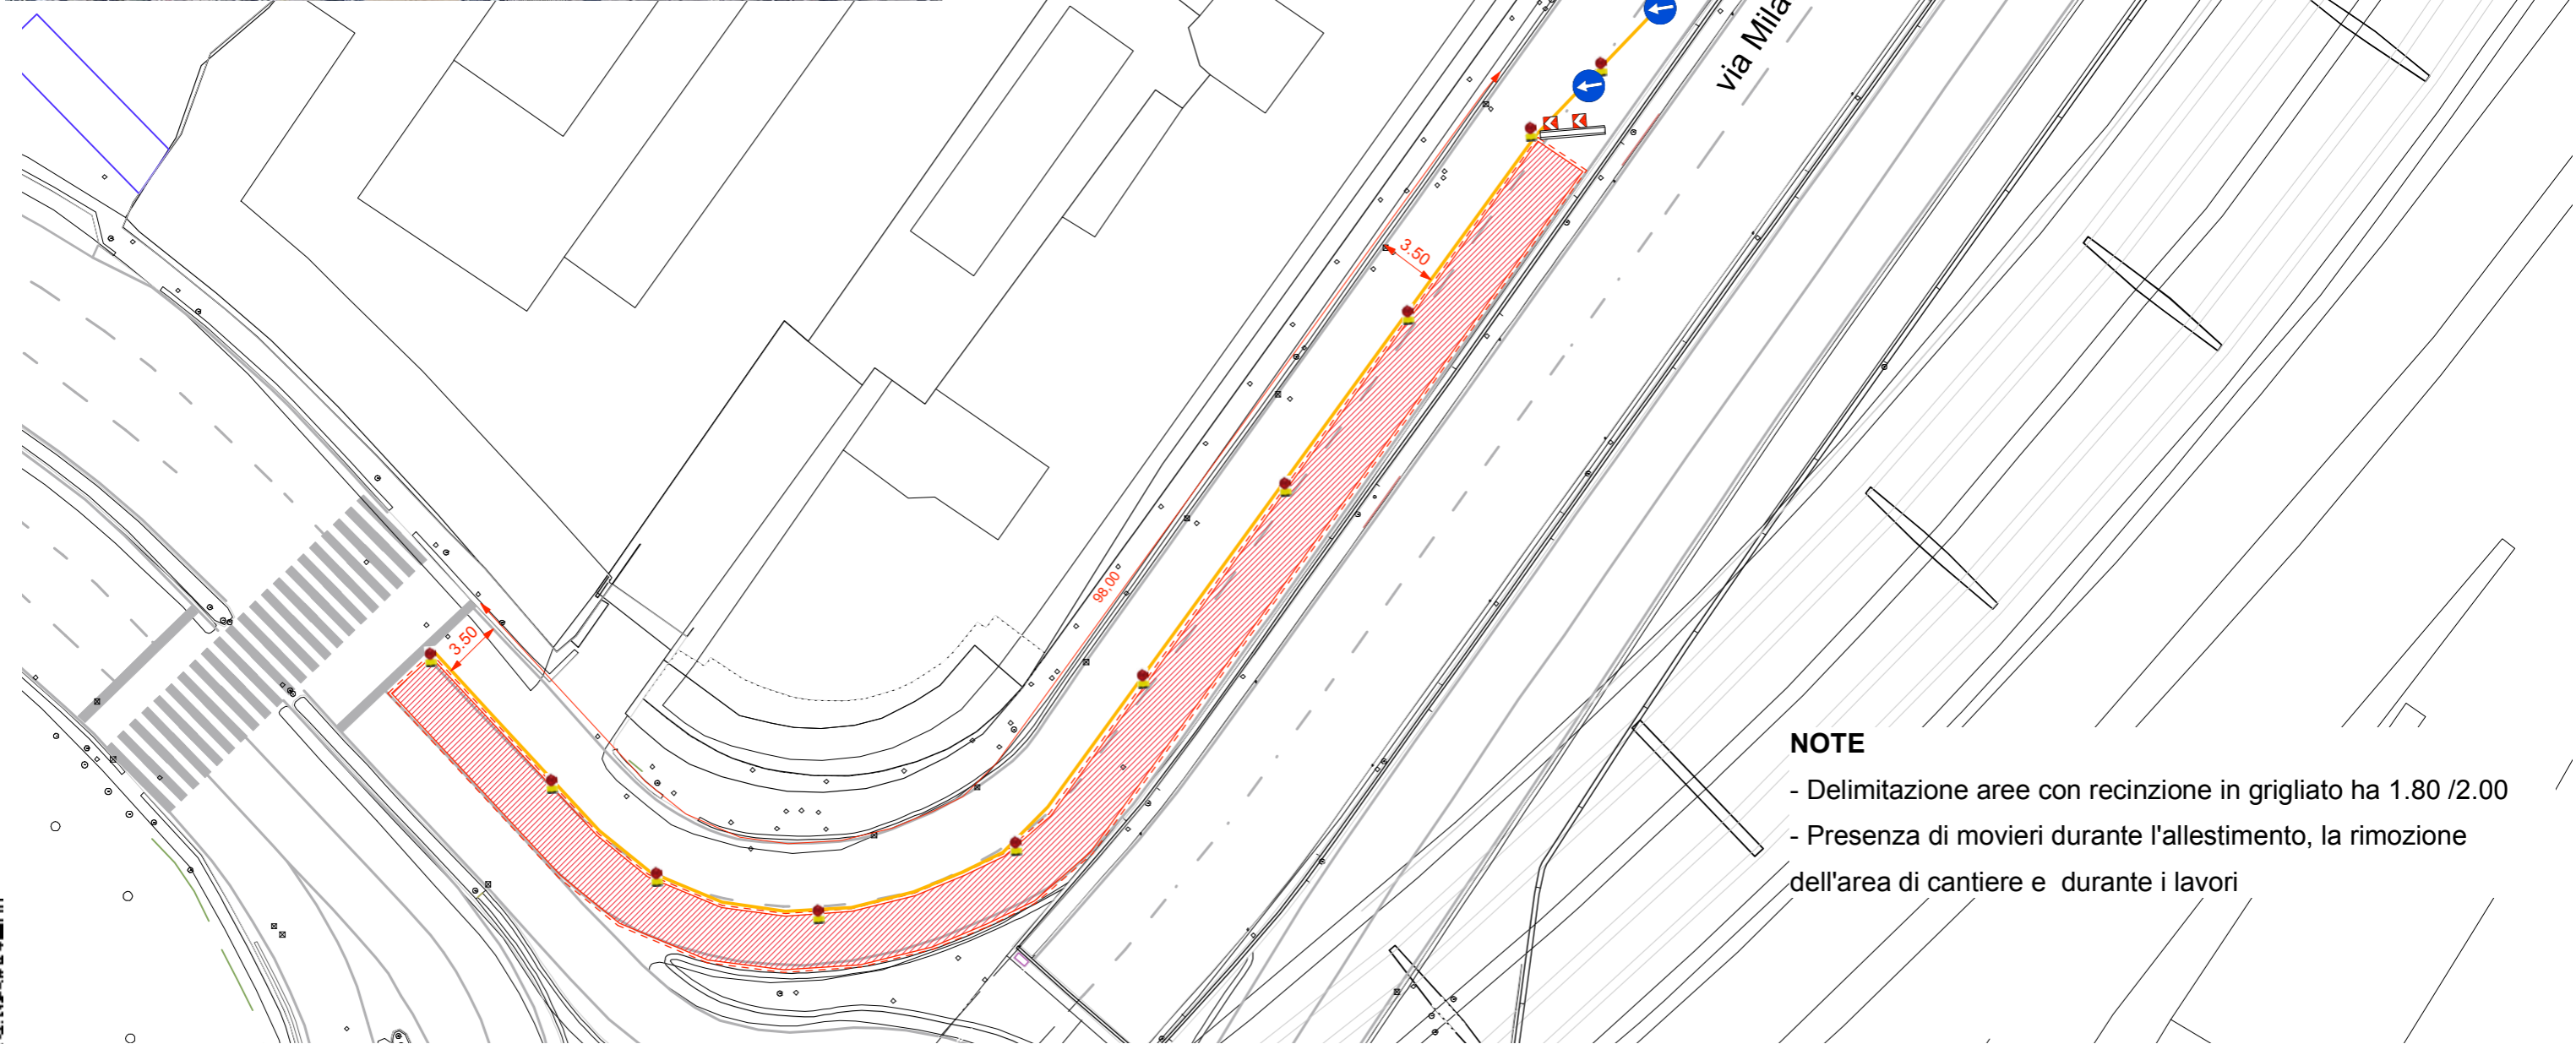 via Mila
3.50
98,00
3.50
NOTE
- Delimitazione aree con recinzione in grigliato ha 1.80 /2.00
- Presenza di movieri durante l'allestimento, la rimozione
dell'area di cantiere e durante i lavori